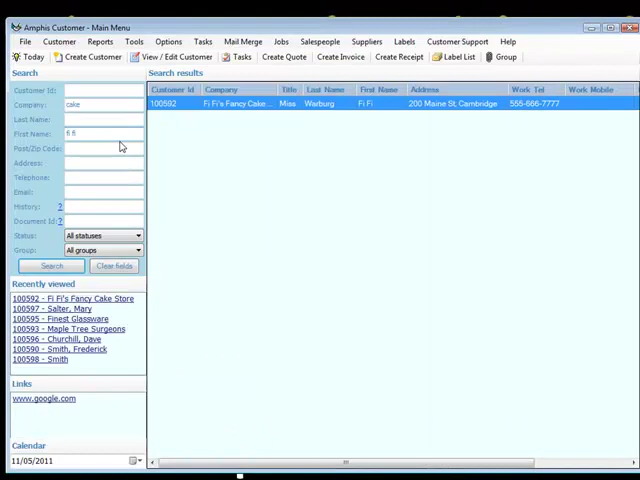 Amphis Customer - Main Menu
File Customer Reports Tools Options Tasks Mail Merge Jobs Salespeople Suppliers Labels Customer Support Help
Today Create Customer View / Edit Customer Tasks Create Quote Create Invoice Create Receipt Label List Group
Search
Customer Id:
Company: cake
Last Name:
First Name: fi fi
Post/Zip Code:
Address:
Telephone:
Email:
History: ?
Document Id: ?
Status: All statuses
Group: All groups
Search Clear fields
Recently viewed
100592 - Fi Fi's Fancy Cake Store
100597 - Salter, Mary
100595 - Finest Glassware
100593 - Maple Tree Surgeons
100596 - Churchill, Dave
100590 - Smith, Frederick
100598 - Smith
Links
www.google.com
Calendar
11/05/2011
Search results
Customer Id Company Title Last Name First Name Address Work Tel Work Mobile
100592 Fi Fi's Fancy Cake ... Miss Warburg Fi Fi 200 Maine St, Cambridge 555-666-7777